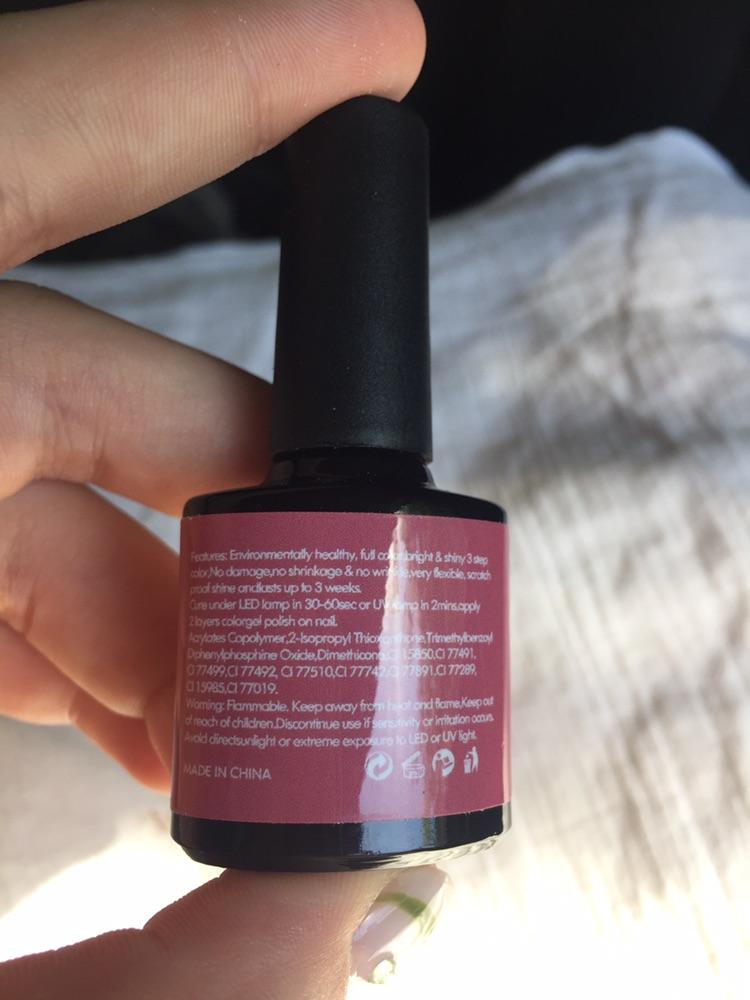 Features: Environmentally healthy, full color,bright & shiny 3 step
color,No damage,no shrinkage & no wrinkle,very flexible, scratch
proof shine andlasts up to 3 weeks.
Cure under LED lamp in 30-60sec or UV lamp in 2mins,apply
2 layers colorgel polish on nail.
Acrylates Copolymer,2-Isopropyl Thioxanthone,Trimethylbenzoyl
Diphenylphosphine Oxide,Dimethicone,CI 15850,CI 77491,
CI 77499,CI 77492, CI 77510,CI 77742,CI 77891,CI 77289,
CI 15985,CI 77019.
Warning: Flammable. Keep away from heat and flame,Keep out
of reach of children.Discontinue use if sensitivity or irritation occurs.
Avoid directsunlight or extreme exposure to LED or UV light.
MADE IN CHINA